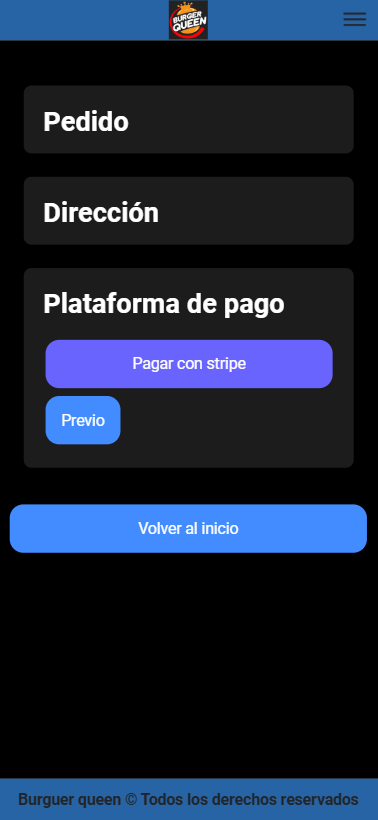 BURGER
QUEEN
Pedido
Dirección
Plataforma de pago
Pagar con stripe
Previo
Volver al inicio
Burguer queen © Todos los derechos reservados